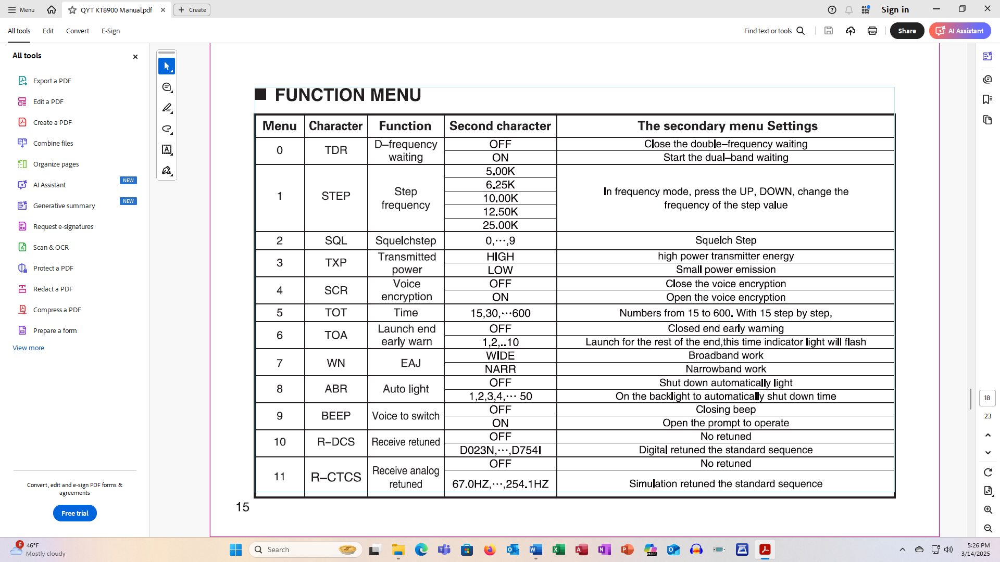 Menu
QYT KT8900 Manual.pdf
Create
Sign in
All tools
Edit
Convert
E-Sign
Find text or tools
Share
AI Assistant
All tools
Export a PDF
Edit a PDF
Create a PDF
Combine files
Organize pages
AI Assistant NEW
Generative summary NEW
Request e-signatures
Scan & OCR
Protect a PDF
Redact a PDF
Compress a PDF
Prepare a form
View more
Convert, edit and e-sign PDF forms &
agreements
Free trial
FUNCTION MENU
Menu Character Function Second character The secondary menu Settings
0 TDR D–frequency waiting OFF Close the double–frequency waiting
ON Start the dual–band waiting
1 STEP Step frequency 5.00K In frequency mode, press the UP, DOWN, change the frequency of the step value
6.25K
10.00K
12.50K
25.00K
2 SQL Squelchstep 0,···,9 Squelch Step
3 TXP Transmitted power HIGH high power transmitter energy
LOW Small power emission
4 SCR Voice encryption OFF Close the voice encryption
ON Open the voice encryption
5 TOT Time 15,30,···600 Numbers from 15 to 600. With 15 step by step,
6 TOA Launch end early warn OFF Closed end early warning
1,2,..10 Launch for the rest of the end,this time indicator light will flash
7 WN EAJ WIDE Broadband work
NARR Narrowband work
8 ABR Auto light OFF Shut down automatically light
1,2,3,4,··· 50 On the backlight to automatically shut down time
9 BEEP Voice to switch OFF Closing beep
ON Open the prompt to operate
10 R–DCS Receive retuned OFF No retuned
D023N,···,D754I Digital retuned the standard sequence
11 R–CTCS Receive analog retuned OFF No retuned
67.0HZ,···,254.1HZ Simulation retuned the standard sequence
15
18
23
6
46°F
Mostly cloudy
Search
5:26 PM
3/14/2025